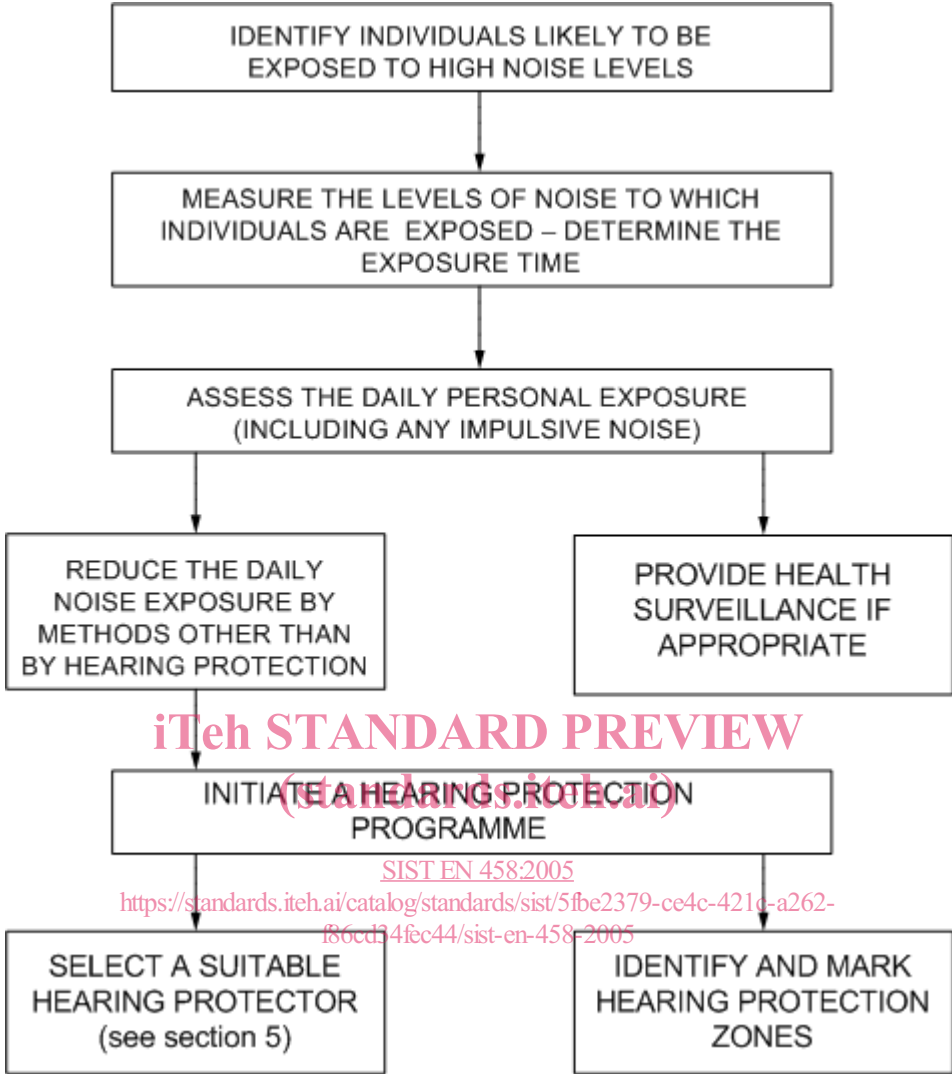 IDENTIFY INDIVIDUALS LIKELY TO BE
EXPOSED TO HIGH NOISE LEVELS
MEASURE THE LEVELS OF NOISE TO WHICH
INDIVIDUALS ARE EXPOSED – DETERMINE THE
EXPOSURE TIME
ASSESS THE DAILY PERSONAL EXPOSURE
(INCLUDING ANY IMPULSIVE NOISE)
REDUCE THE DAILY
NOISE EXPOSURE BY
METHODS OTHER THAN
BY HEARING PROTECTION
PROVIDE HEALTH
SURVEILLANCE IF
APPROPRIATE
iTeh STANDARD PREVIEW
(standards.iteh.ai)
INITIATE A HEARING PROTECTION
PROGRAMME
SIST EN 458:2005
https://standards.iteh.ai/catalog/standards/sist/5fbe2379-ce4c-421c-a262-
f86cd34fec44/sist-en-458-2005
SELECT A SUITABLE
HEARING PROTECTOR
(see section 5)
IDENTIFY AND MARK
HEARING PROTECTION
ZONES